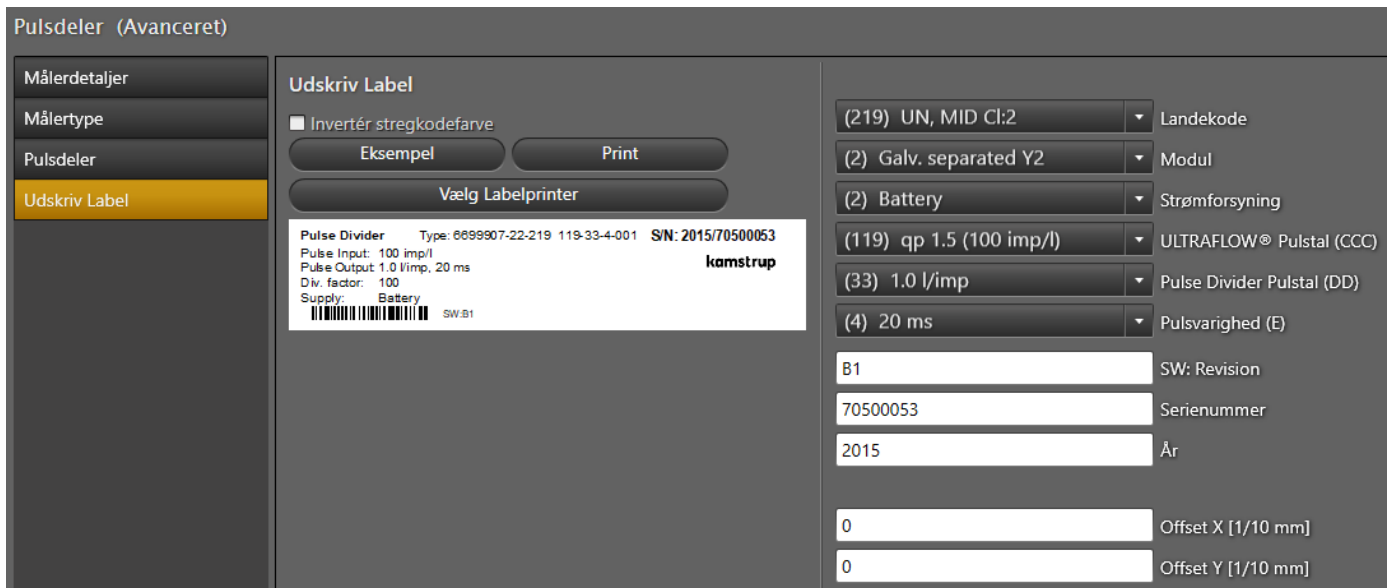 Pulsdeler (Avanceret)
Målerdetaljer
Målertype
Pulsdeler
Udskriv Label
Udskriv Label
Invertér stregkodefarve
Eksempel
Print
Vælg Labelprinter
Pulse Divider Type: 6699907-22-219 119-33-4-001 S/N: 2015/70500053
Pulse Input: 100 imp/l
kamstrup
Pulse Output: 1.0 l/imp, 20 ms
Div. factor: 100
Supply: Battery
SW:B1
(219) UN, MID Cl:2 Landekode
(2) Galv. separated Y2 Modul
(2) Battery Strømforsyning
(119) qp 1.5 (100 imp/l) ULTRAFLOW® Pulstal (CCC)
(33) 1.0 l/imp Pulse Divider Pulstal (DD)
(4) 20 ms Pulsvarighed (E)
B1 SW: Revision
70500053 Serienummer
2015 År
0 Offset X [1/10 mm]
0 Offset Y [1/10 mm]